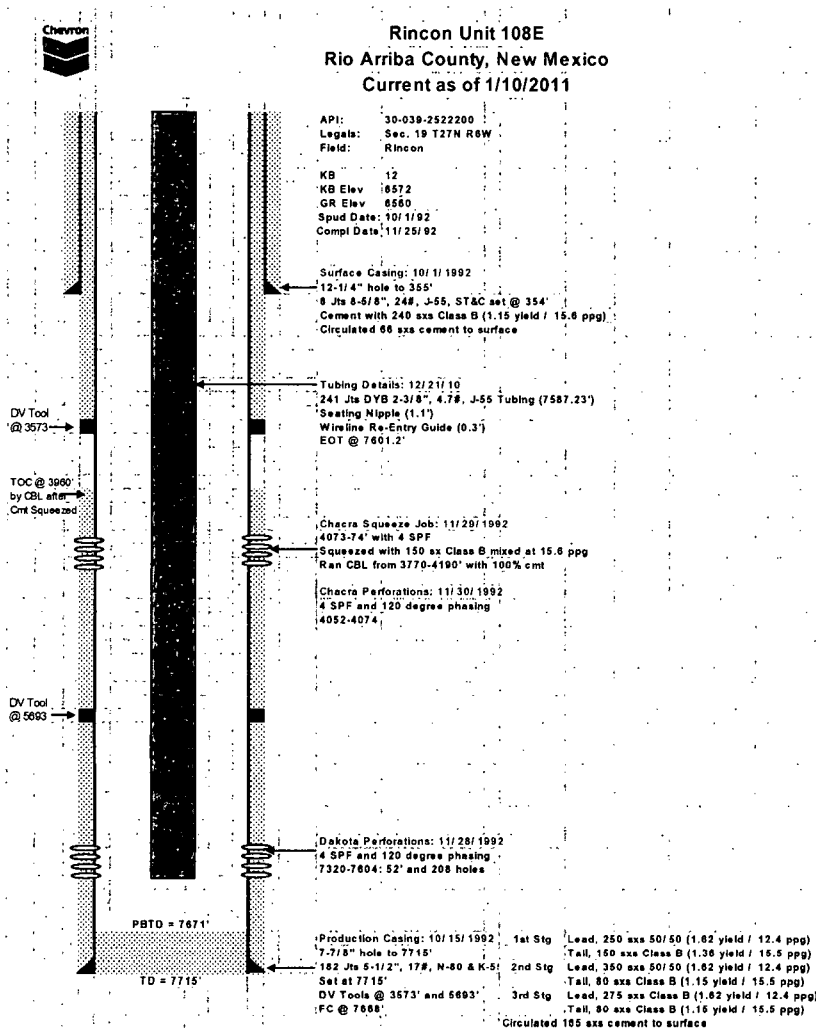 Chevron
Rincon Unit 108E
Rio Arriba County, New Mexico
Current as of 1/10/2011
API: 30-039-2522200
Legals: Sec. 19 T27N R6W
Field: Rincon
KB 12
KB Elev 6572
GR Elev 6560
Spud Date: 10/1/92
Compl Date 11/25/92
Surface Casing: 10/1/1992
12-1/4" hole to 355'
8 Jts 8-5/8", 24#, J-55, ST&C set @ 354'
Cement with 240 sxs Class B (1.15 yield / 15.6 ppg)
Circulated 66 sxs cement to surface
Tubing Details: 12/21/10
241 Jts DYB 2-3/8", 4.7#, J-55 Tubing (7587.23')
Seating Nipple (1.1')
Wireline Re-Entry Guide (0.3')
EOT @ 7601.2'
DV Tool
@ 3573
TOC @ 3960'
by CBL after
Cmt Squeezed
Chacra Squeeze Job: 11/29/1992
4073-74' with 4 SPF
Squeezed with 150 sx Class B mixed at 15.6 ppg
Ran CBL from 3770-4190' with 100% cmt
Chacra Perforations: 11/30/1992
4 SPF and 120 degree phasing
4052-4074
DV Tool
@ 5693
Dakota Perforations: 11/28/1992
4 SPF and 120 degree phasing
7320-7604; 52' and 208 holes
PBTD = 7671'
TD = 7715'
Production Casing: 10/15/1992
7-7/8" hole to 7715'
182 Jts 5-1/2", 17#, N-80 & K-5
Set at 7715'
DV Tools @ 3573' and 5693'
FC @ 7668'
1st Stg Lead, 250 sxs 50/50 (1.62 yield / 12.4 ppg)
Tail, 150 sxs Class B (1.36 yield / 15.5 ppg)
2nd Stg Lead, 350 sxs 50/50 (1.62 yield / 12.4 ppg)
Tail, 80 sxs Class B (1.15 yield / 15.5 ppg)
3rd Stg Lead, 275 sxs Class B (1.62 yield / 12.4 ppg)
Tail, 80 sxs Class B (1.15 yield / 15.5 ppg)
Circulated 165 sxs cement to surface